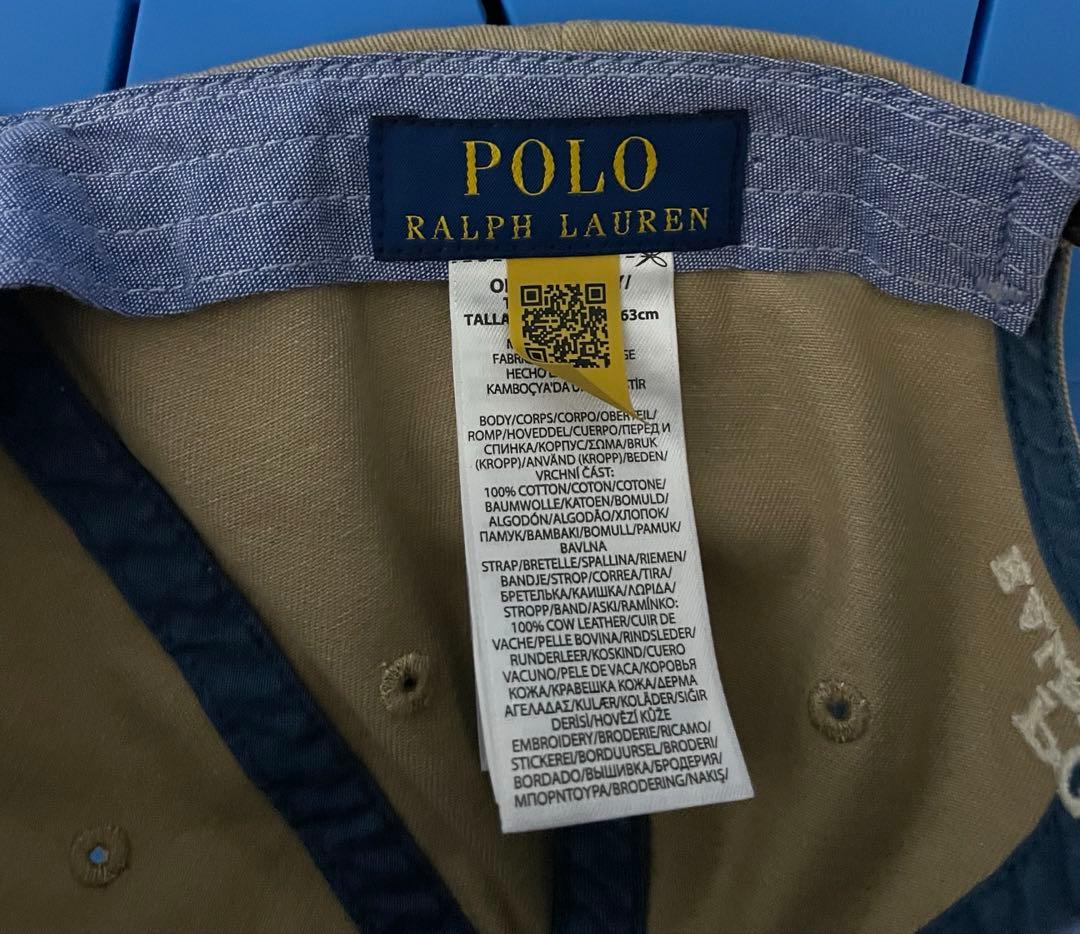 POLO
RALPH LAUREN
63cm
KAMBOÇYA'DA
BODY/CORPS/CORPO/OBERTEIL/
ROMP/HOVEDDEL/CUERPO/ПЕРЕД И
СПИНКА/КОРПУС/ΣΩΜΑ/BRUK
(KROPP)/ANVÄND (KROPP)/BEDEN/
VRCHNÍ ČÁST:
100% COTTON/COTON/COTONE/
BAUMWOLLE/KATOEN/BOMULD/
ALGODÓN/ALGODÃO/ХЛОПОК/
ПАМУК/ΒΑΜΒΑΚΙ/BOMULL/PAMUK/
BAVLNA
STRAP/BRETELLE/SPALLINA/RIEMEN/
BANDJE/STROP/CORREA/TIRA/
БРЕТЕЛЬКА/КАИШКА/ΛΩΡΙΔΑ/
STROPP/BAND/ASKI/RAMÍNKO:
100% COW LEATHER/CUIR DE
VACHE/PELLE BOVINA/RINDSLEDER/
RUNDERLEER/KOSKIND/CUERO
VACUNO/PELE DE VACA/КОРОВЬЯ
КОЖА/КРАВЕШКА КОЖА/ΔΕΡΜΑ
ΑΓΕΛΑΔΑΣ/KULÆR/KOLÄDER/SIĞIR
DERİSİ/HOVĚZÍ KŮŽE
EMBROIDERY/BRODERIE/RICAMO/
STICKEREI/BORDUURSEL/BRODERI/
BORDADO/ВЫШИВКА/БРОДЕРИЯ/
ΜΠΟΡΝΤΟΥΡΑ/BRODERING/NAKIŞ/